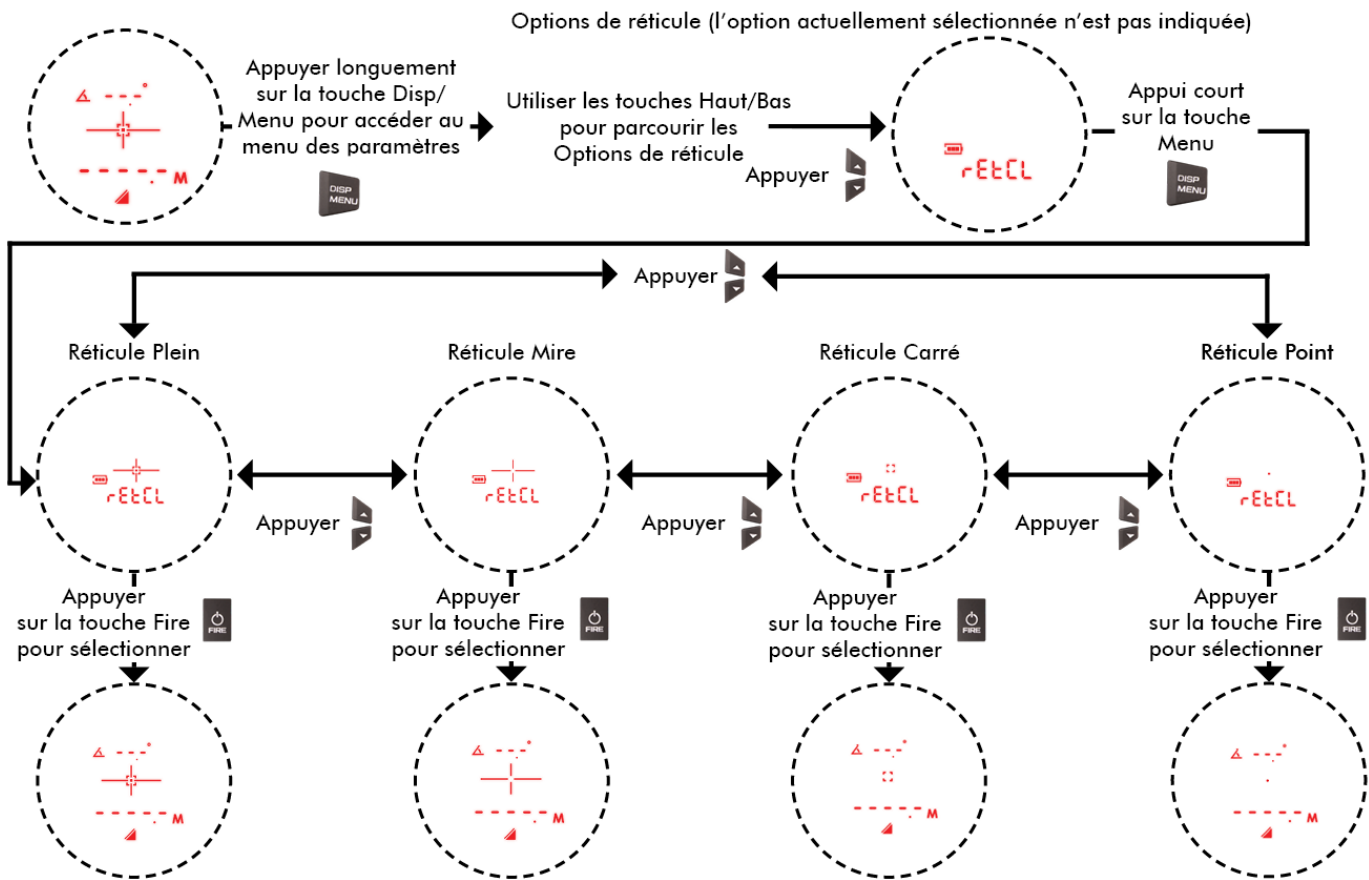 Options de réticule (l'option actuellement sélectionnée n'est pas indiquée)
Appuyer longuement
sur la touche Disp/
Menu pour accéder au
menu des paramètres
DISP
MENU
Utiliser les touches Haut/Bas
pour parcourir les
Options de réticule
Appuyer
rEtCL
Appui court
sur la touche
Menu
DISP
MENU
M
Appuyer
Réticule Plein
Réticule Mire
Réticule Carré
Réticule Point
rEtCL
rEtCL
rEtCL
rEtCL
Appuyer
Appuyer
Appuyer
Appuyer
sur la touche Fire
pour sélectionner
FIRE
Appuyer
sur la touche Fire
pour sélectionner
FIRE
Appuyer
sur la touche Fire
pour sélectionner
FIRE
Appuyer
sur la touche Fire
pour sélectionner
FIRE
M
M
M
M